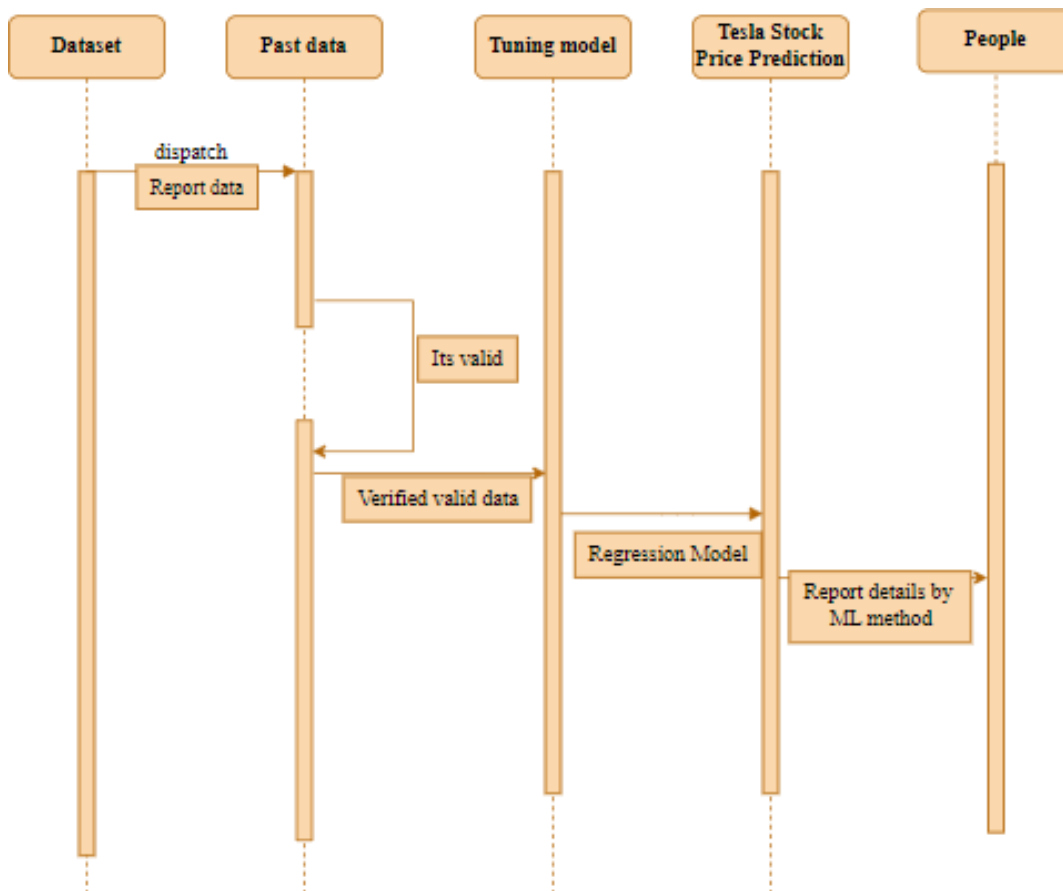 Dataset
Past data
Tuning model
Tesla Stock
Price Prediction
People
dispatch
Report data
Its valid
Verified valid data
Regression Model
Report details by
ML method